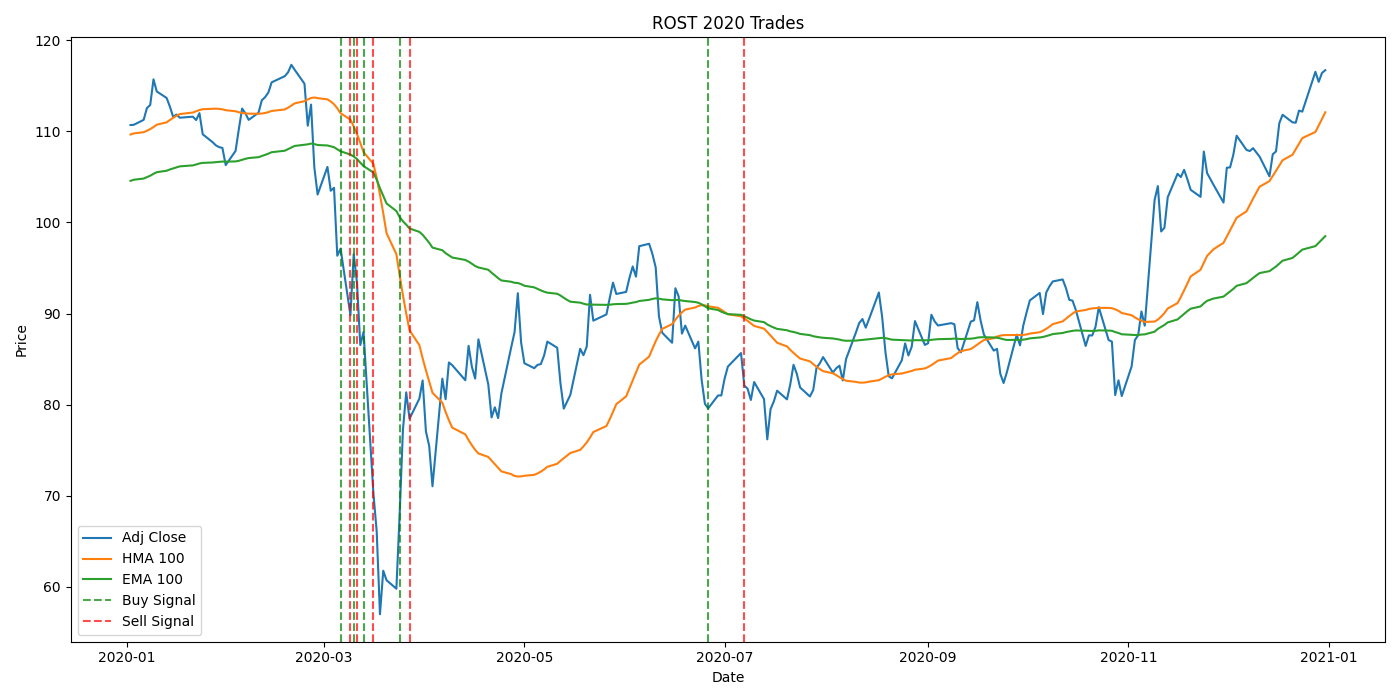 ROST 2020 Trades
120
110
100
90
80
70
60
Price
Adj Close
HMA 100
EMA 100
Buy Signal
Sell Signal
2020-01
2020-03
2020-05
2020-07
2020-09
2020-11
2021-01
Date